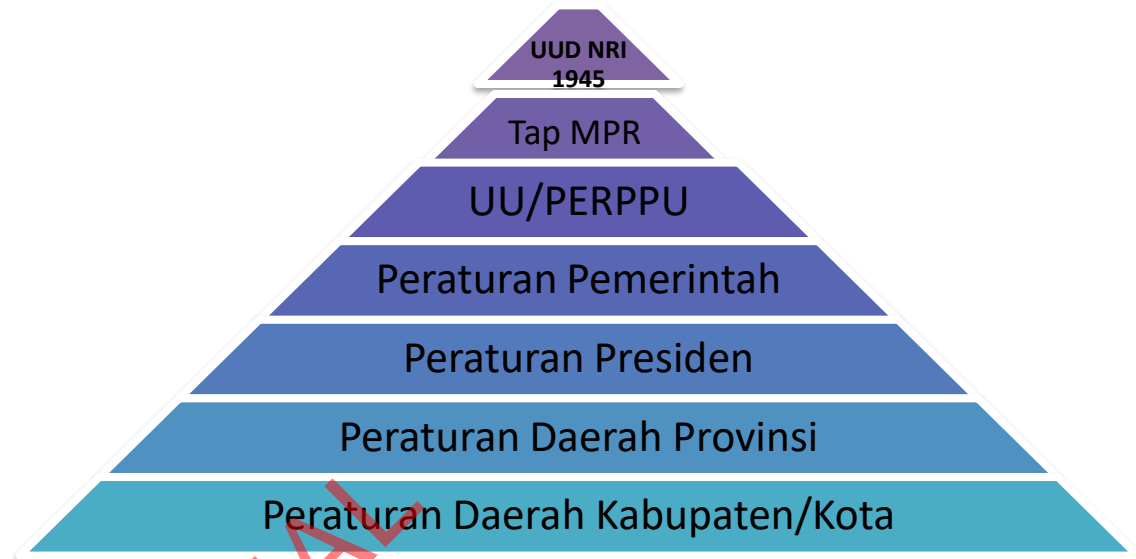 UUD NRI
1945
Tap MPR
UU/PERPPU
Peraturan Pemerintah
Peraturan Presiden
Peraturan Daerah Provinsi
Peraturan Daerah Kabupaten/Kota